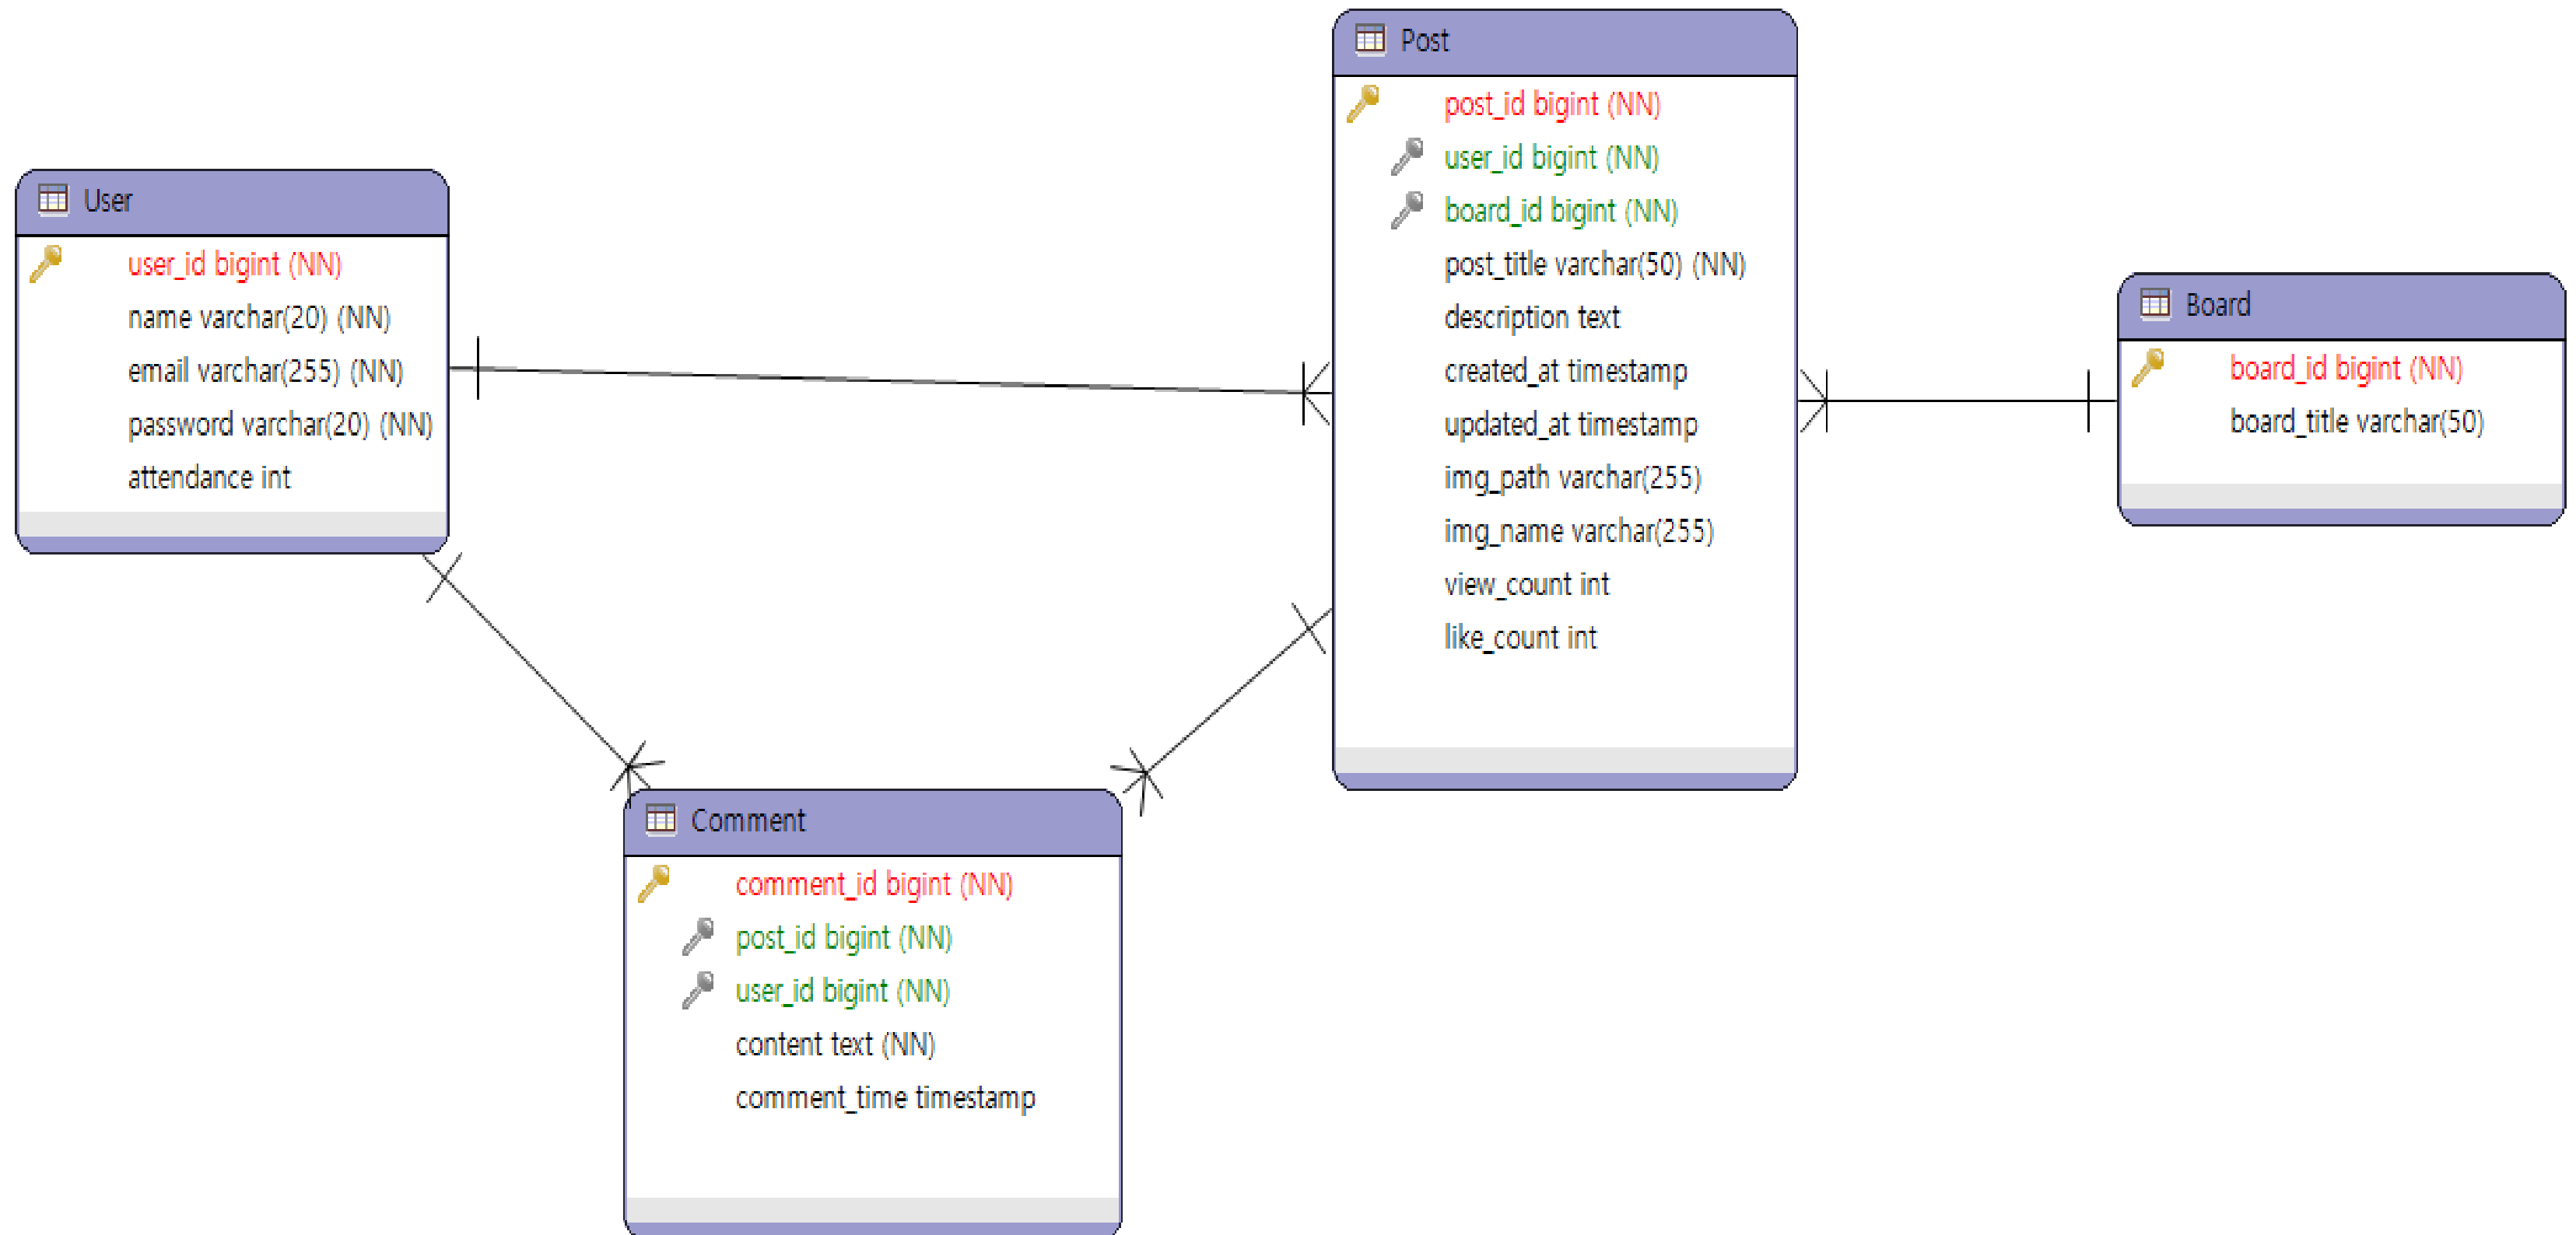 User
user_id bigint (NN)
name varchar(20) (NN)
email varchar(255) (NN)
password varchar(20) (NN)
attendance int
Post
post_id bigint (NN)
user_id bigint (NN)
board_id bigint (NN)
post_title varchar(50) (NN)
description text
created_at timestamp
updated_at timestamp
img_path varchar(255)
img_name varchar(255)
view_count int
like_count int
Board
board_id bigint (NN)
board_title varchar(50)
Comment
comment_id bigint (NN)
post_id bigint (NN)
user_id bigint (NN)
content text (NN)
comment_time timestamp